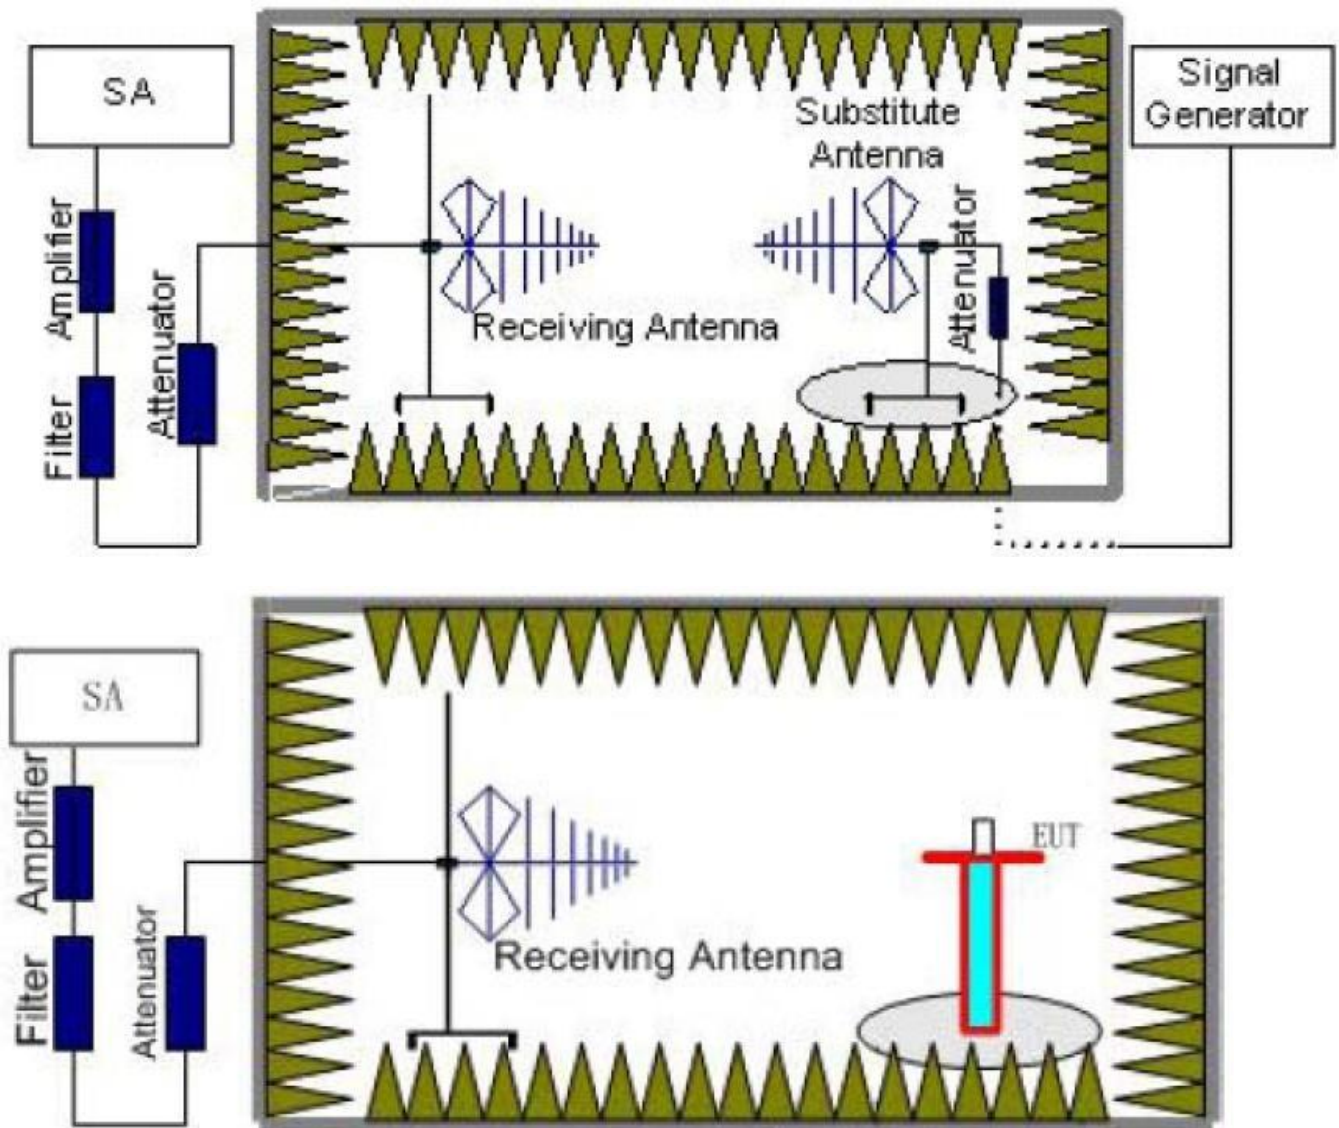 SA
Signal
Generator
Substitute
Antenna
Amplifier
Attenuator
Attenuator
Receiving Antenna
Filter
SA
Amplifier
EUT
Attenuator
Filter
Receiving Antenna